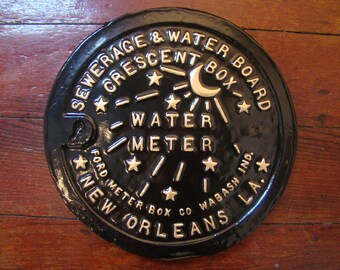 SEWERAGE & WATER BOARD
CRESCENT BOX
WATER
METER
FORD METER BOX CO WABASH IND.
NEW ORLEANS LA.